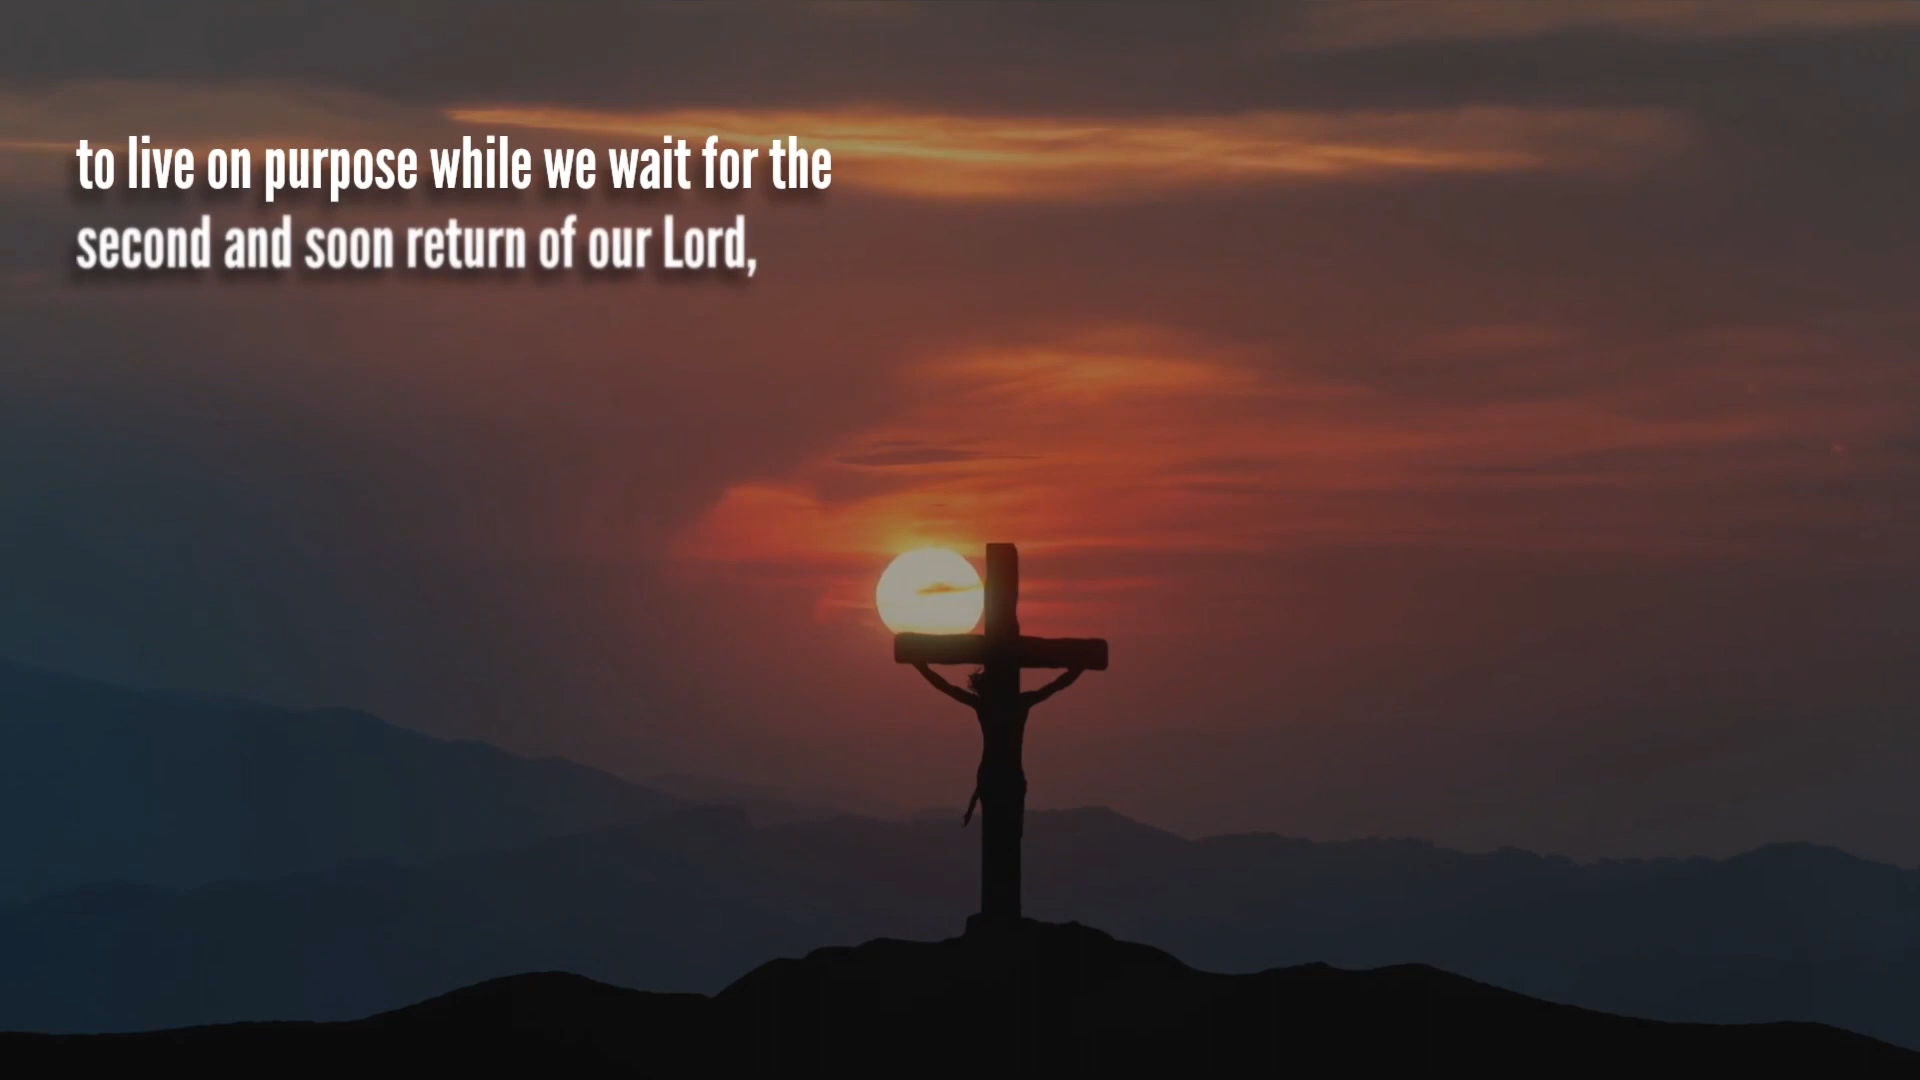 to live on purpose while we wait for the
second and soon return of our Lord,